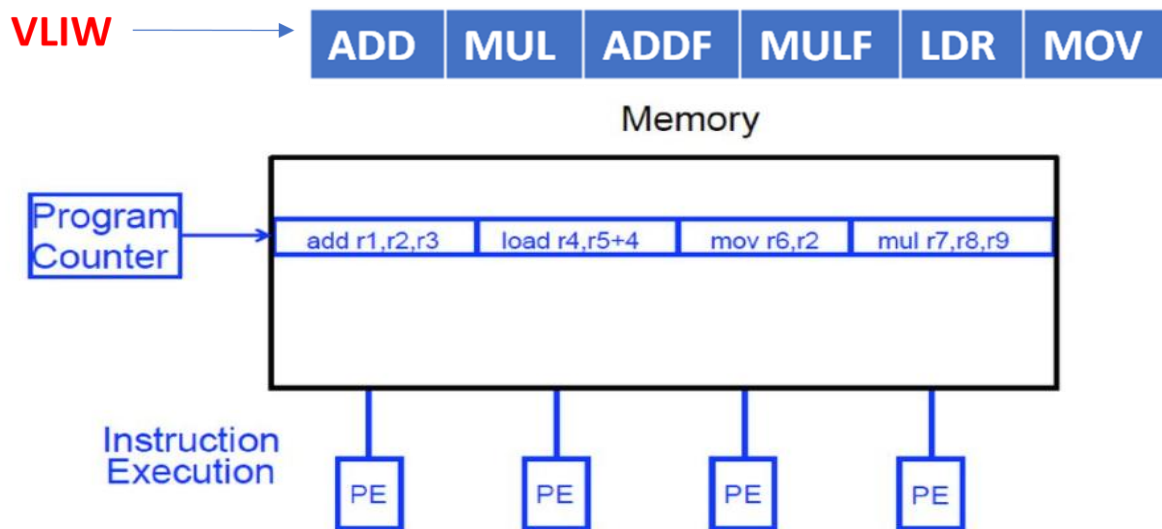 VLIW
ADD MUL ADDF MULF LDR MOV
Memory
Program
Counter
add r1,r2,r3 load r4,r5+4 mov r6,r2 mul r7,r8,r9
Instruction
Execution
PE PE PE PE